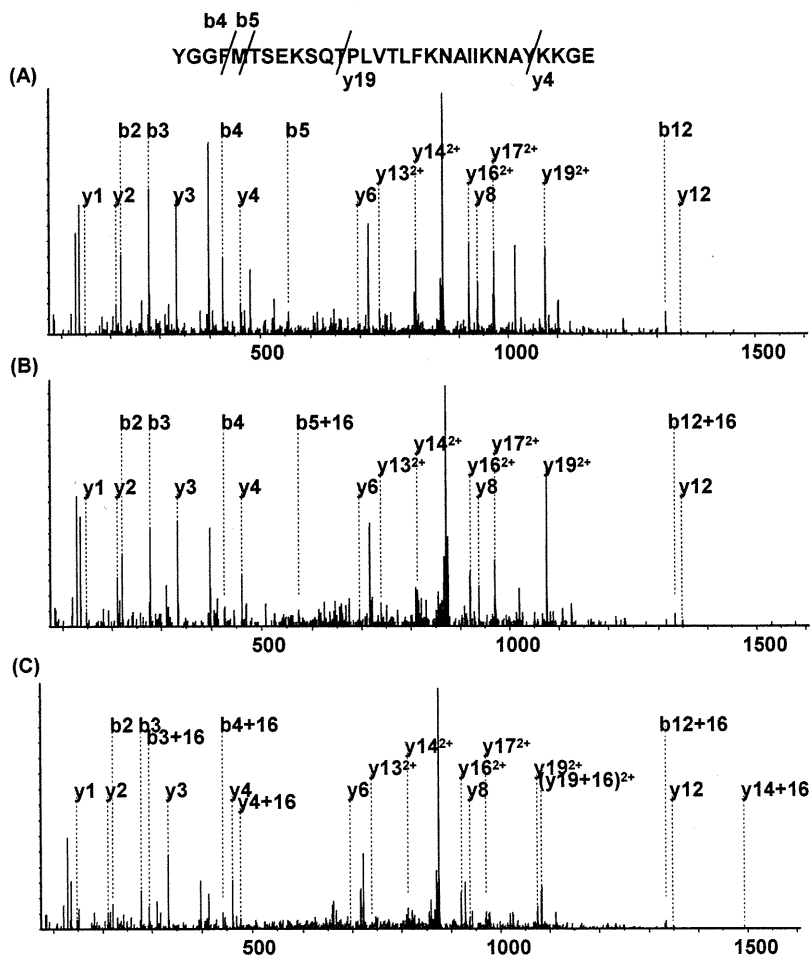 b4 b5
YGGFMTSEKSQTPLVTLFKNAIIKNAYKKGE
y19 y4
(A)
b2 b3 b4 b5 b12
y14²⁺ y17²⁺
y13²⁺ y16²⁺ y19²⁺
y1 y2 y3 y4 y6 y8 y12
500 1000 1500
(B)
b2 b3 b4 b5+16 b12+16
y14²⁺ y17²⁺
y13²⁺ y16²⁺ y19²⁺
y1 y2 y3 y4 y6 y8 y12
500 1000 1500
(C)
b2 b3 b4+16 b12+16
b3+16
y14²⁺ y17²⁺
y13²⁺ y16²⁺ y19²⁺
(y19+16)²⁺
y1 y2 y3 y4 y6 y8 y12 y14+16
y4+16
500 1000 1500